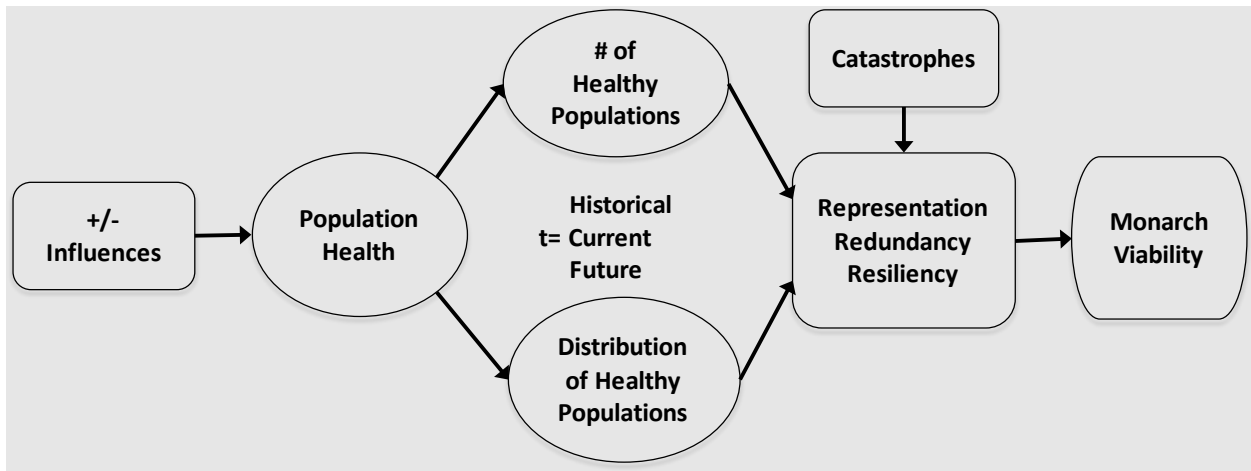 +/-
Influences
Population
Health
# of
Healthy
Populations
Historical
t= Current
Future
Distribution
of Healthy
Populations
Catastrophes
Representation
Redundancy
Resiliency
Monarch
Viability